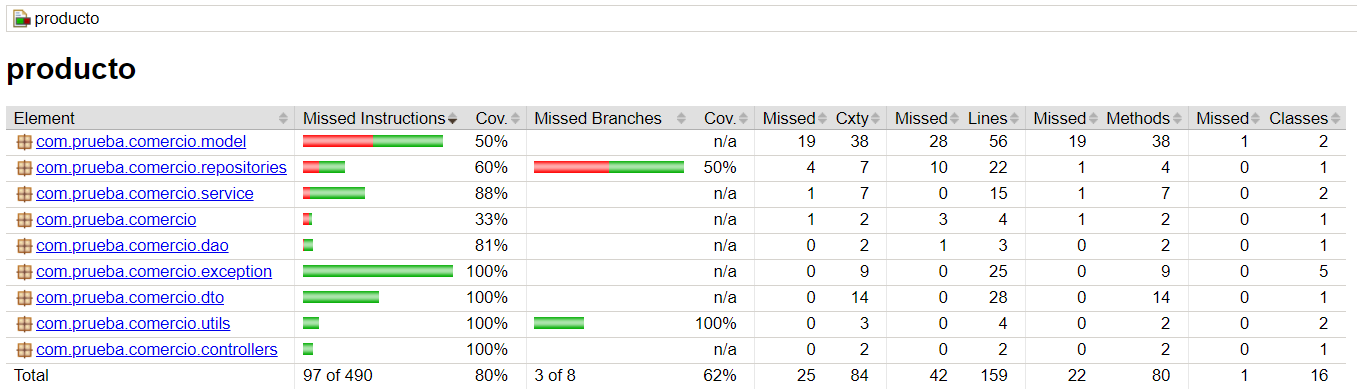 producto
producto
Element Missed Instructions Cov. Missed Branches Cov. Missed Cxty Missed Lines Missed Methods Missed Classes
com.prueba.comercio.model 50% n/a 19 38 28 56 19 38 1 2
com.prueba.comercio.repositories 60% 50% 4 7 10 22 1 4 0 1
com.prueba.comercio.service 88% n/a 1 7 0 15 1 7 0 2
com.prueba.comercio 33% n/a 1 2 3 4 1 2 0 1
com.prueba.comercio.dao 81% n/a 0 2 1 3 0 2 0 1
com.prueba.comercio.exception 100% n/a 0 9 0 25 0 9 0 5
com.prueba.comercio.dto 100% n/a 0 14 0 28 0 14 0 1
com.prueba.comercio.utils 100% 100% 0 3 0 4 0 2 0 2
com.prueba.comercio.controllers 100% n/a 0 2 0 2 0 2 0 1
Total 97 of 490 80% 3 of 8 62% 25 84 42 159 22 80 1 16